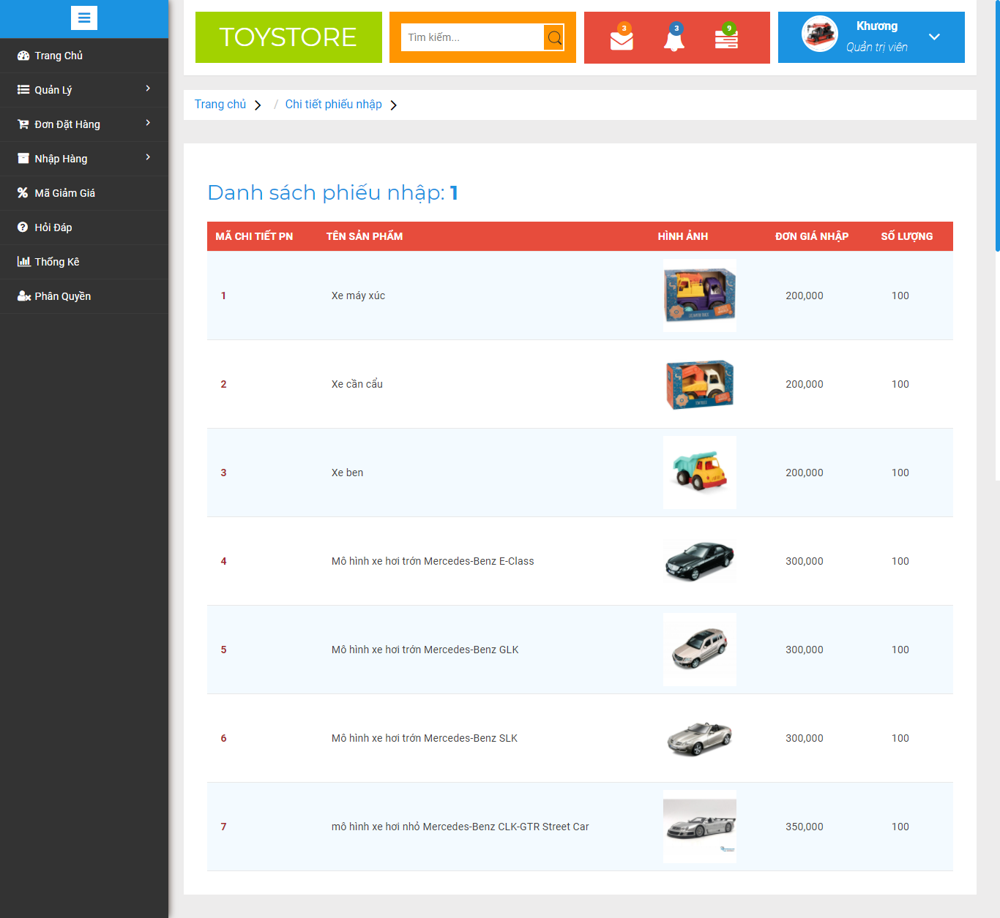 TOYSTORE
Tìm kiếm...
3
3
9
Khương
Quản trị viên
Trang Chủ
Quản Lý
Đơn Đặt Hàng
Nhập Hàng
Mã Giảm Giá
Hỏi Đáp
Thống Kê
Phân Quyền
Trang chủ / Chi tiết phiếu nhập
Danh sách phiếu nhập: 1
MÃ CHI TIẾT PN TÊN SẢN PHẨM HÌNH ẢNH ĐƠN GIÁ NHẬP SỐ LƯỢNG
1 Xe máy xúc 200,000 100
2 Xe cần cẩu 200,000 100
3 Xe ben 200,000 100
4 Mô hình xe hơi trớn Mercedes-Benz E-Class 300,000 100
5 Mô hình xe hơi trớn Mercedes-Benz GLK 300,000 100
6 Mô hình xe hơi trớn Mercedes-Benz SLK 300,000 100
7 mô hình xe hơi nhỏ Mercedes-Benz CLK-GTR Street Car 350,000 100